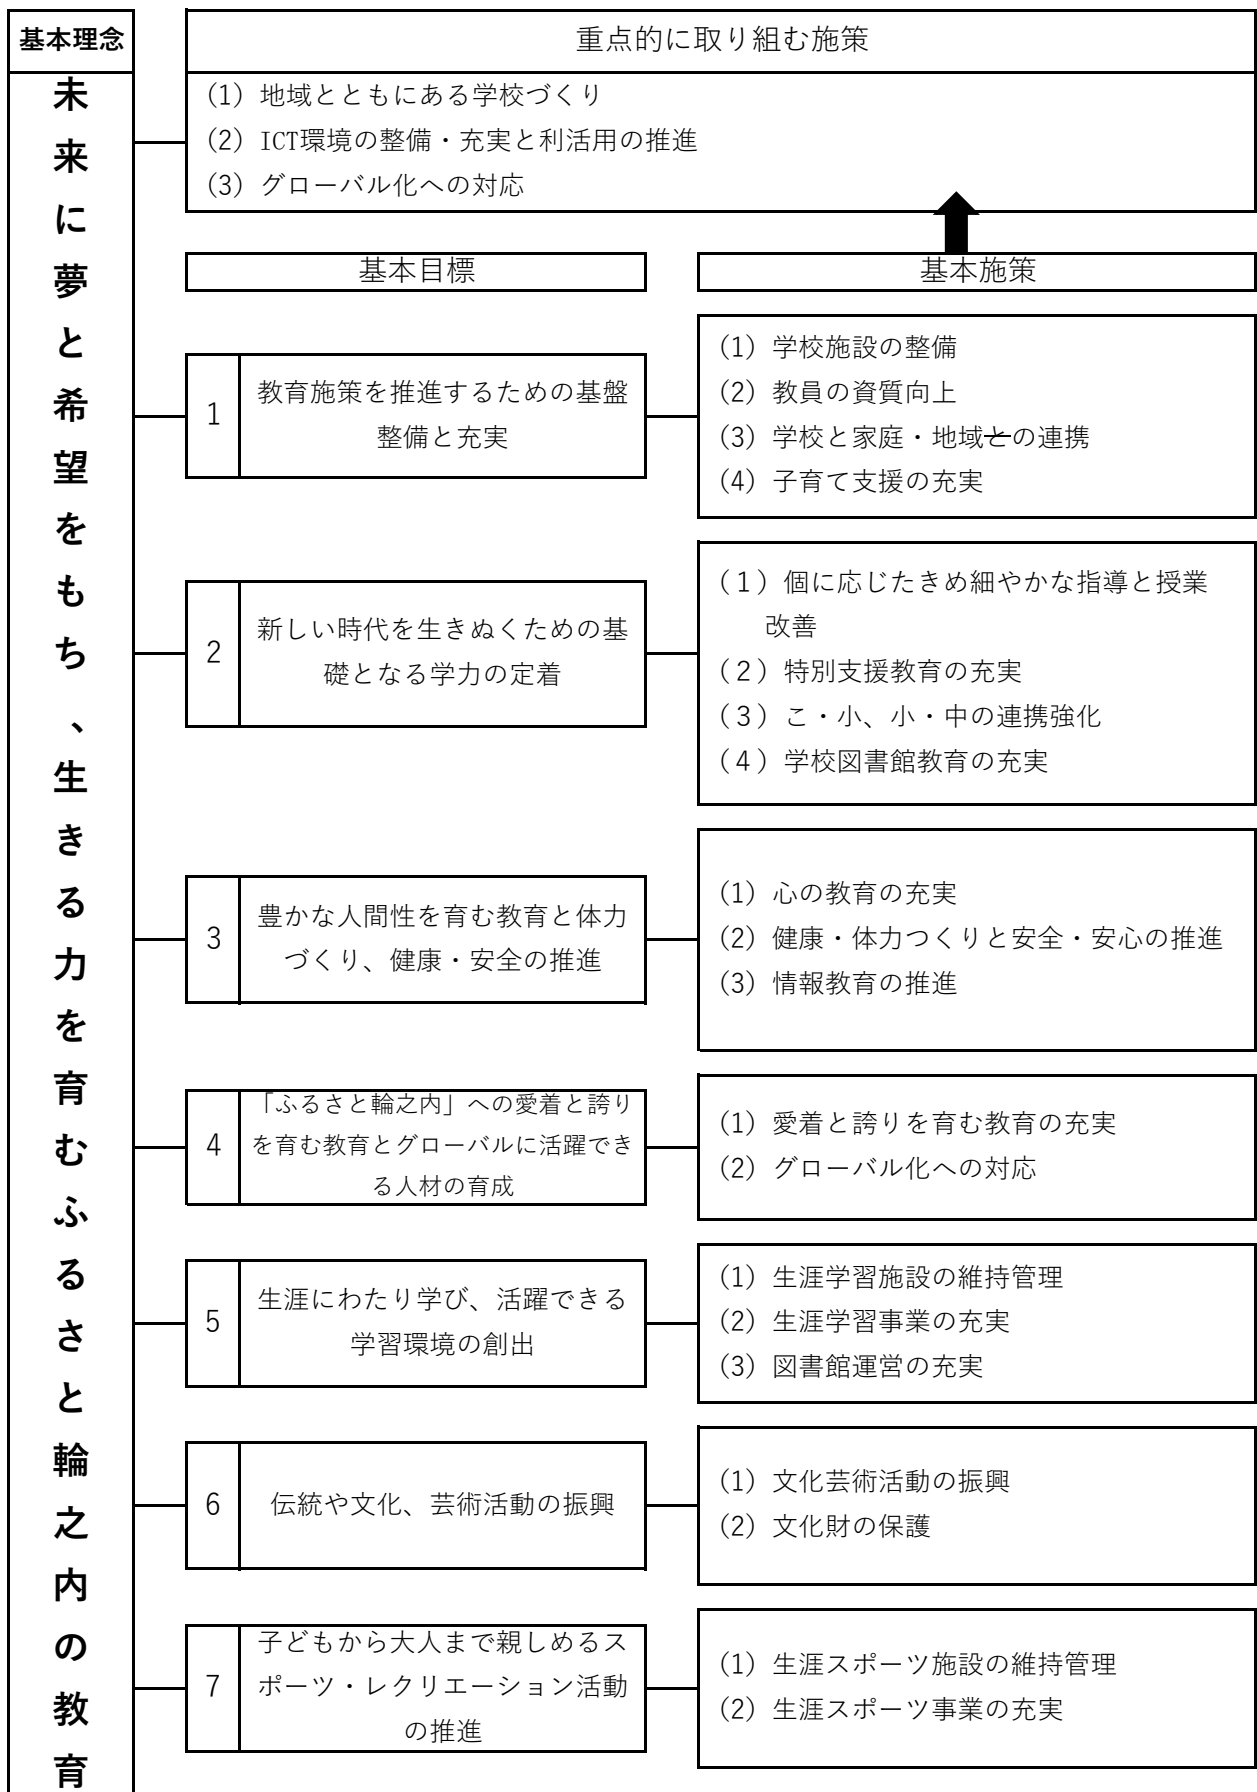 基本理念
未来に夢と希望をもち、生きる力を育むふるさと輪之内の教育
重点的に取り組む施策
(1) 地域とともにある学校づくり
(2) ICT環境の整備・充実と利活用の推進
(3) グローバル化への対応
基本目標
基本施策
1
教育施策を推進するための基盤
整備と充実
(1) 学校施設の整備
(2) 教員の資質向上
(3) 学校と家庭・地域との連携
(4) 子育て支援の充実
2
新しい時代を生きぬくための基
礎となる学力の定着
(１) 個に応じたきめ細やかな指導と授業
改善
(２) 特別支援教育の充実
(３) こ・小、小・中の連携強化
(４) 学校図書館教育の充実
3
豊かな人間性を育む教育と体力
づくり、健康・安全の推進
(1) 心の教育の充実
(2) 健康・体力つくりと安全・安心の推進
(3) 情報教育の推進
4
「ふるさと輪之内」への愛着と誇り
を育む教育とグローバルに活躍でき
る人材の育成
(1) 愛着と誇りを育む教育の充実
(2) グローバル化への対応
5
生涯にわたり学び、活躍できる
学習環境の創出
(1) 生涯学習施設の維持管理
(2) 生涯学習事業の充実
(3) 図書館運営の充実
6
伝統や文化、芸術活動の振興
(1) 文化芸術活動の振興
(2) 文化財の保護
7
子どもから大人まで親しめるス
ポーツ・レクリエーション活動
の推進
(1) 生涯スポーツ施設の維持管理
(2) 生涯スポーツ事業の充実